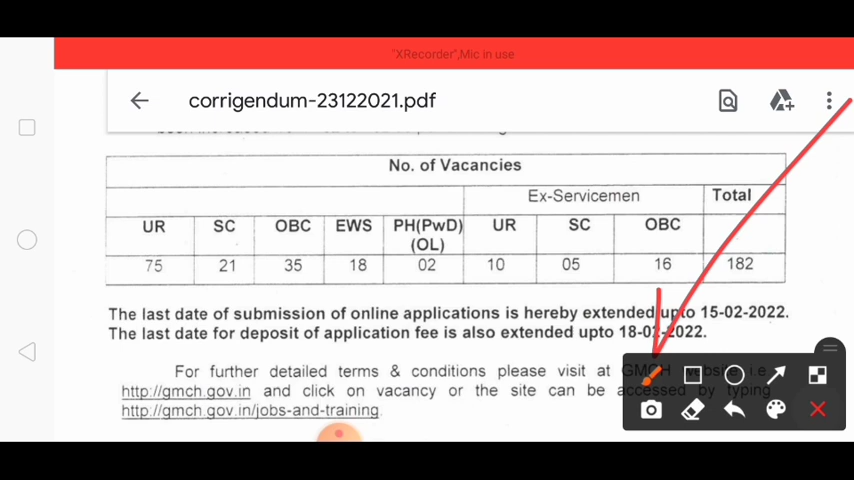 "XRecorder",Mic in use
corrigendum-23122021.pdf
No. of Vacancies
Ex-Servicemen Total
UR SC OBC EWS PH(PwD) (OL) UR SC OBC
75 21 35 18 02 10 05 16 182
The last date of submission of online applications is hereby extended upto 15-02-2022.
The last date for deposit of application fee is also extended upto 18-02-2022.
For further detailed terms & conditions please visit at GMCH website i.e
http://gmch.gov.in and click on vacancy or the site can be accessed by typing
http://gmch.gov.in/jobs-and-training.